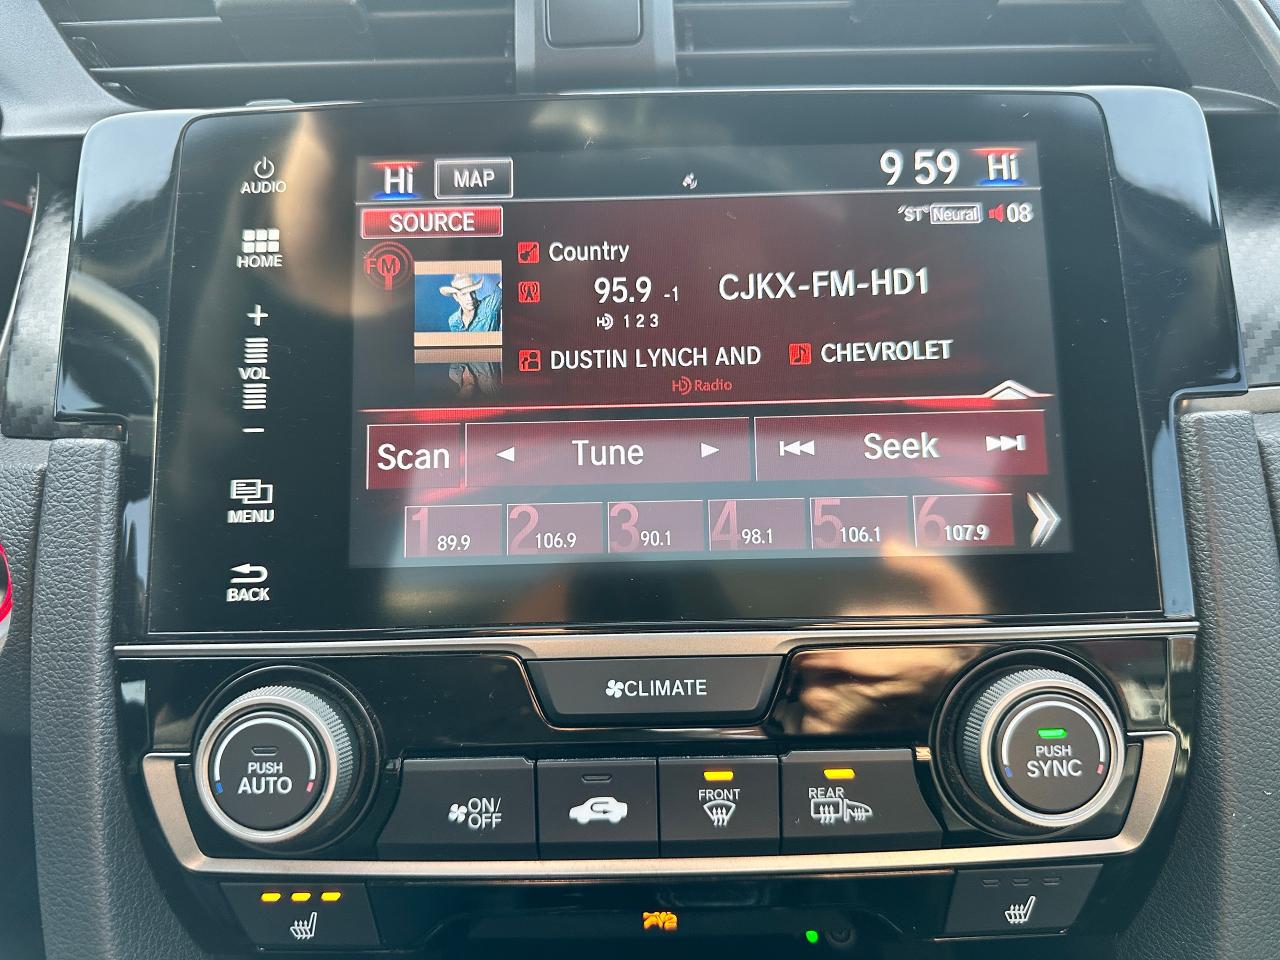 AUDIO
HOME
VOL
MENU
BACK
Hi MAP 9 59 Hi
SOURCE "ST" Neural 08
FM Country
95.9 -1 CJKX-FM-HD1
HD 1 2 3
DUSTIN LYNCH AND CHEVROLET
HD Radio
Scan Tune Seek
1 89.9 2 106.9 3 90.1 4 98.1 5 106.1 6 107.9
CLIMATE
PUSH
AUTO
ON/
OFF
FRONT
REAR
PUSH
SYNC